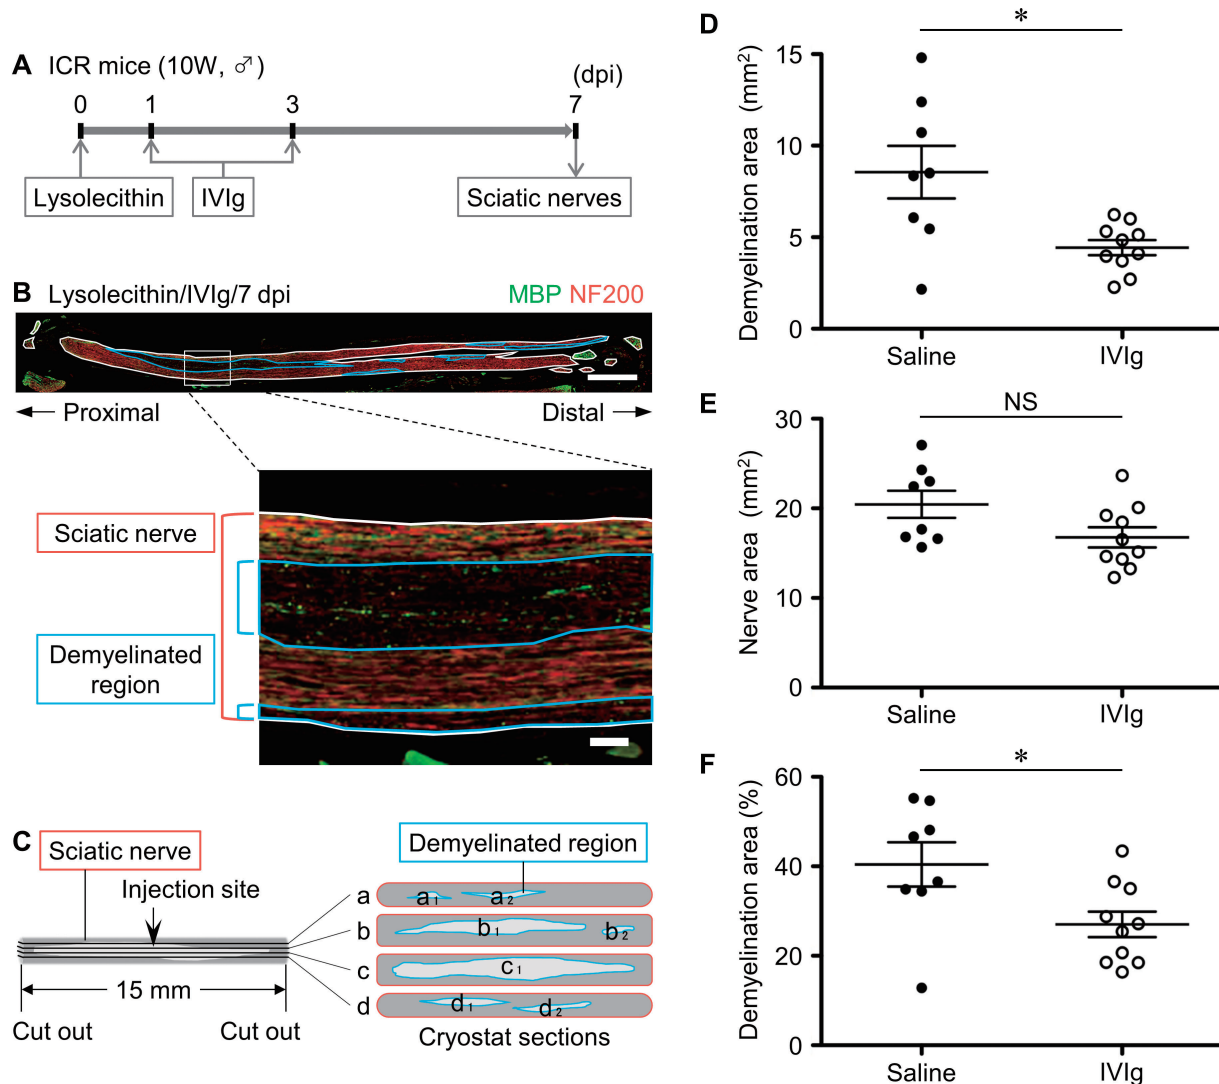 A ICR mice (10W, ♂)
(dpi)
0 1 3 7
Lysolecithin
IVIg
Sciatic nerves
B Lysolecithin/IVIg/7 dpi MBP NF200
Proximal
Distal
Sciatic nerve
Demyelinated
region
C
Sciatic nerve
Injection site
15 mm
Cut out
Cut out
Demyelinated region
a a1 a2
b b1 b2
c c1
d d1 d2
Cryostat sections
D
*
Demyelination area (mm²)
15
10
5
0
Saline IVIg
E
NS
Nerve area (mm²)
30
20
10
0
Saline IVIg
F
*
Demyelination area (%)
60
40
20
0
Saline IVIg